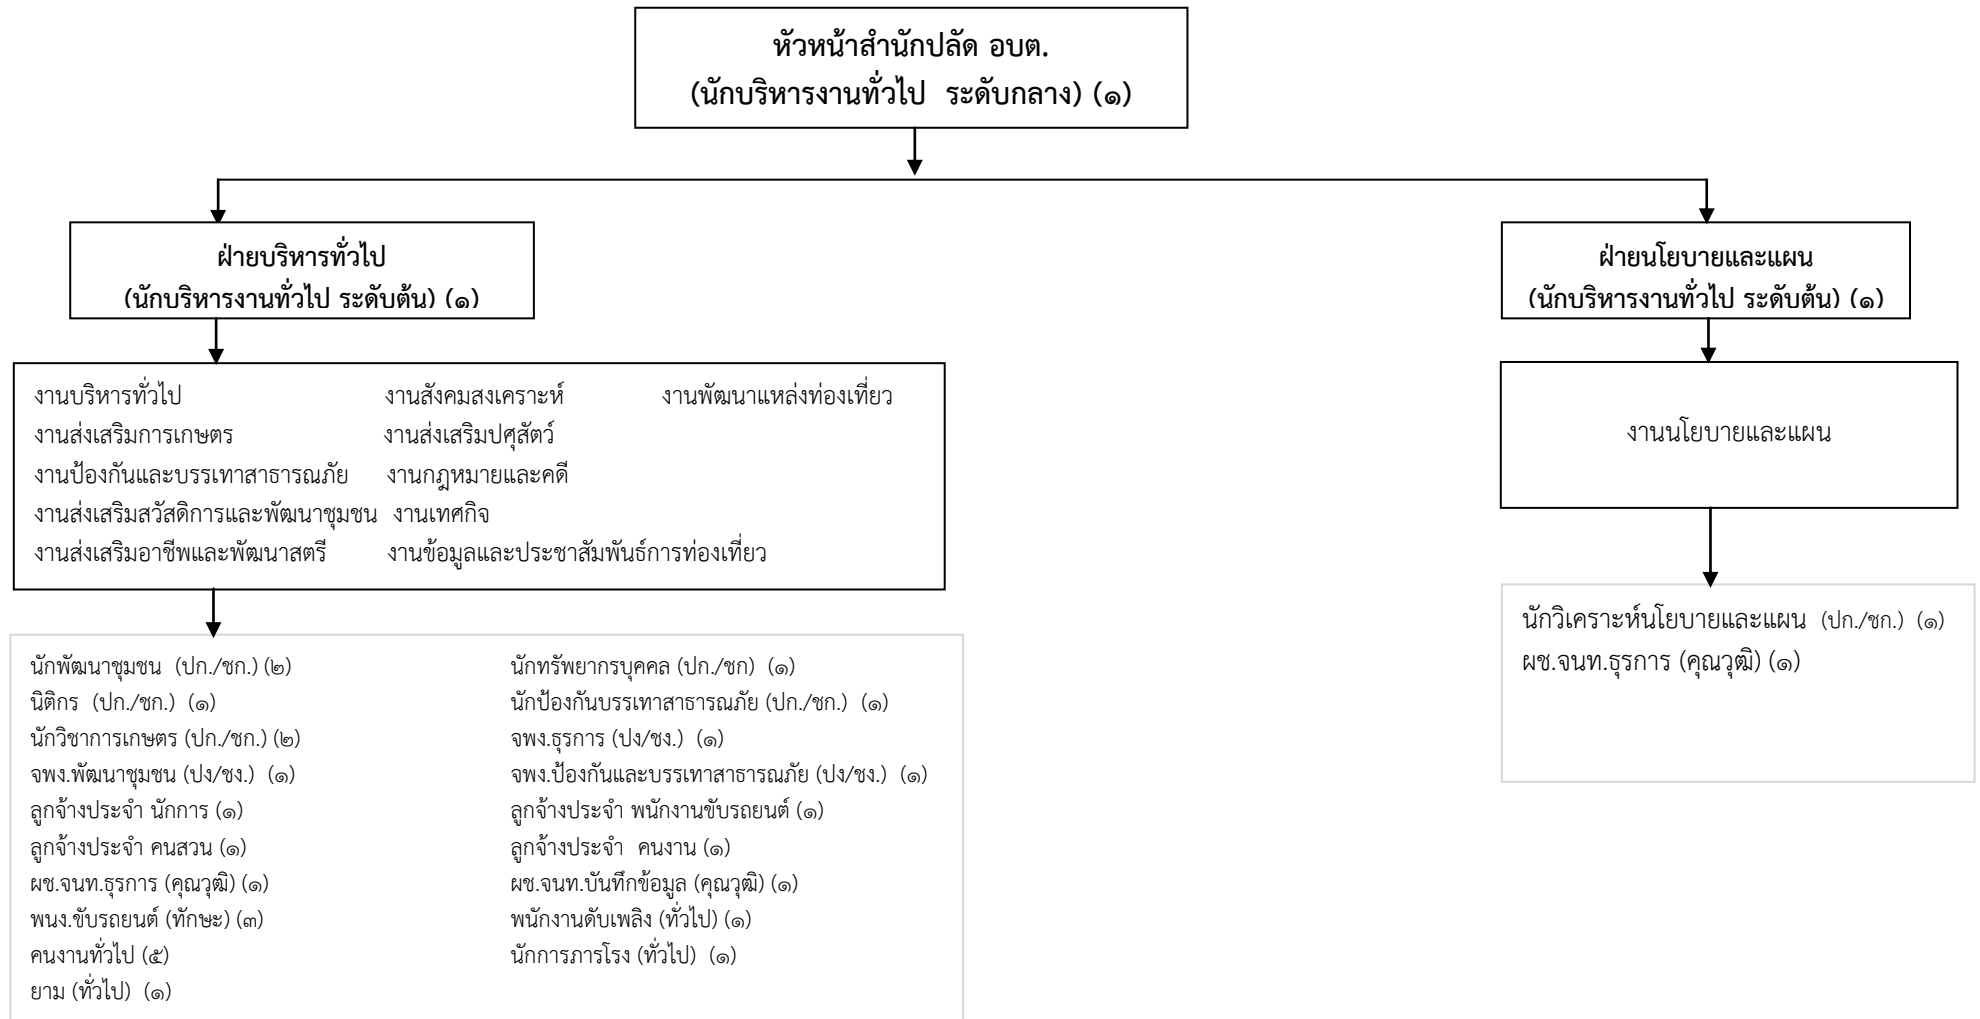 หัวหน้าสำนักปลัด อบต.
(นักบริหารงานทั่วไป ระดับกลาง) (๑)
ฝ่ายบริหารทั่วไป
(นักบริหารงานทั่วไป ระดับต้น) (๑)
ฝ่ายนโยบายและแผน
(นักบริหารงานทั่วไป ระดับต้น) (๑)
งานบริหารทั่วไป งานสังคมสงเคราะห์ งานพัฒนาแหล่งท่องเที่ยว
งานส่งเสริมการเกษตร งานส่งเสริมปศุสัตว์
งานป้องกันและบรรเทาสาธารณภัย งานกฎหมายและคดี
งานส่งเสริมสวัสดิการและพัฒนาชุมชน งานเทศกิจ
งานส่งเสริมอาชีพและพัฒนาสตรี งานข้อมูลและประชาสัมพันธ์การท่องเที่ยว
งานนโยบายและแผน
นักพัฒนาชุมชน (ปก./ชก.) (๒) นักทรัพยากรบุคคล (ปก./ชก) (๑)
นิติกร (ปก./ชก.) (๑) นักป้องกันบรรเทาสาธารณภัย (ปก./ชก.) (๑)
นักวิชาการเกษตร (ปก./ชก.) (๒) จพง.ธุรการ (ปง/ชง.) (๑)
จพง.พัฒนาชุมชน (ปง/ชง.) (๑) จพง.ป้องกันและบรรเทาสาธารณภัย (ปง/ชง.) (๑)
ลูกจ้างประจำ นักการ (๑) ลูกจ้างประจำ พนักงานขับรถยนต์ (๑)
ลูกจ้างประจำ คนสวน (๑) ลูกจ้างประจำ คนงาน (๑)
ผช.จนท.ธุรการ (คุณวุฒิ) (๑) ผช.จนท.บันทึกข้อมูล (คุณวุฒิ) (๑)
พนง.ขับรถยนต์ (ทักษะ) (๓) พนักงานดับเพลิง (ทั่วไป) (๑)
คนงานทั่วไป (๕) นักการภารโรง (ทั่วไป) (๑)
ยาม (ทั่วไป) (๑)
นักวิเคราะห์นโยบายและแผน (ปก./ชก.) (๑)
ผช.จนท.ธุรการ (คุณวุฒิ) (๑)